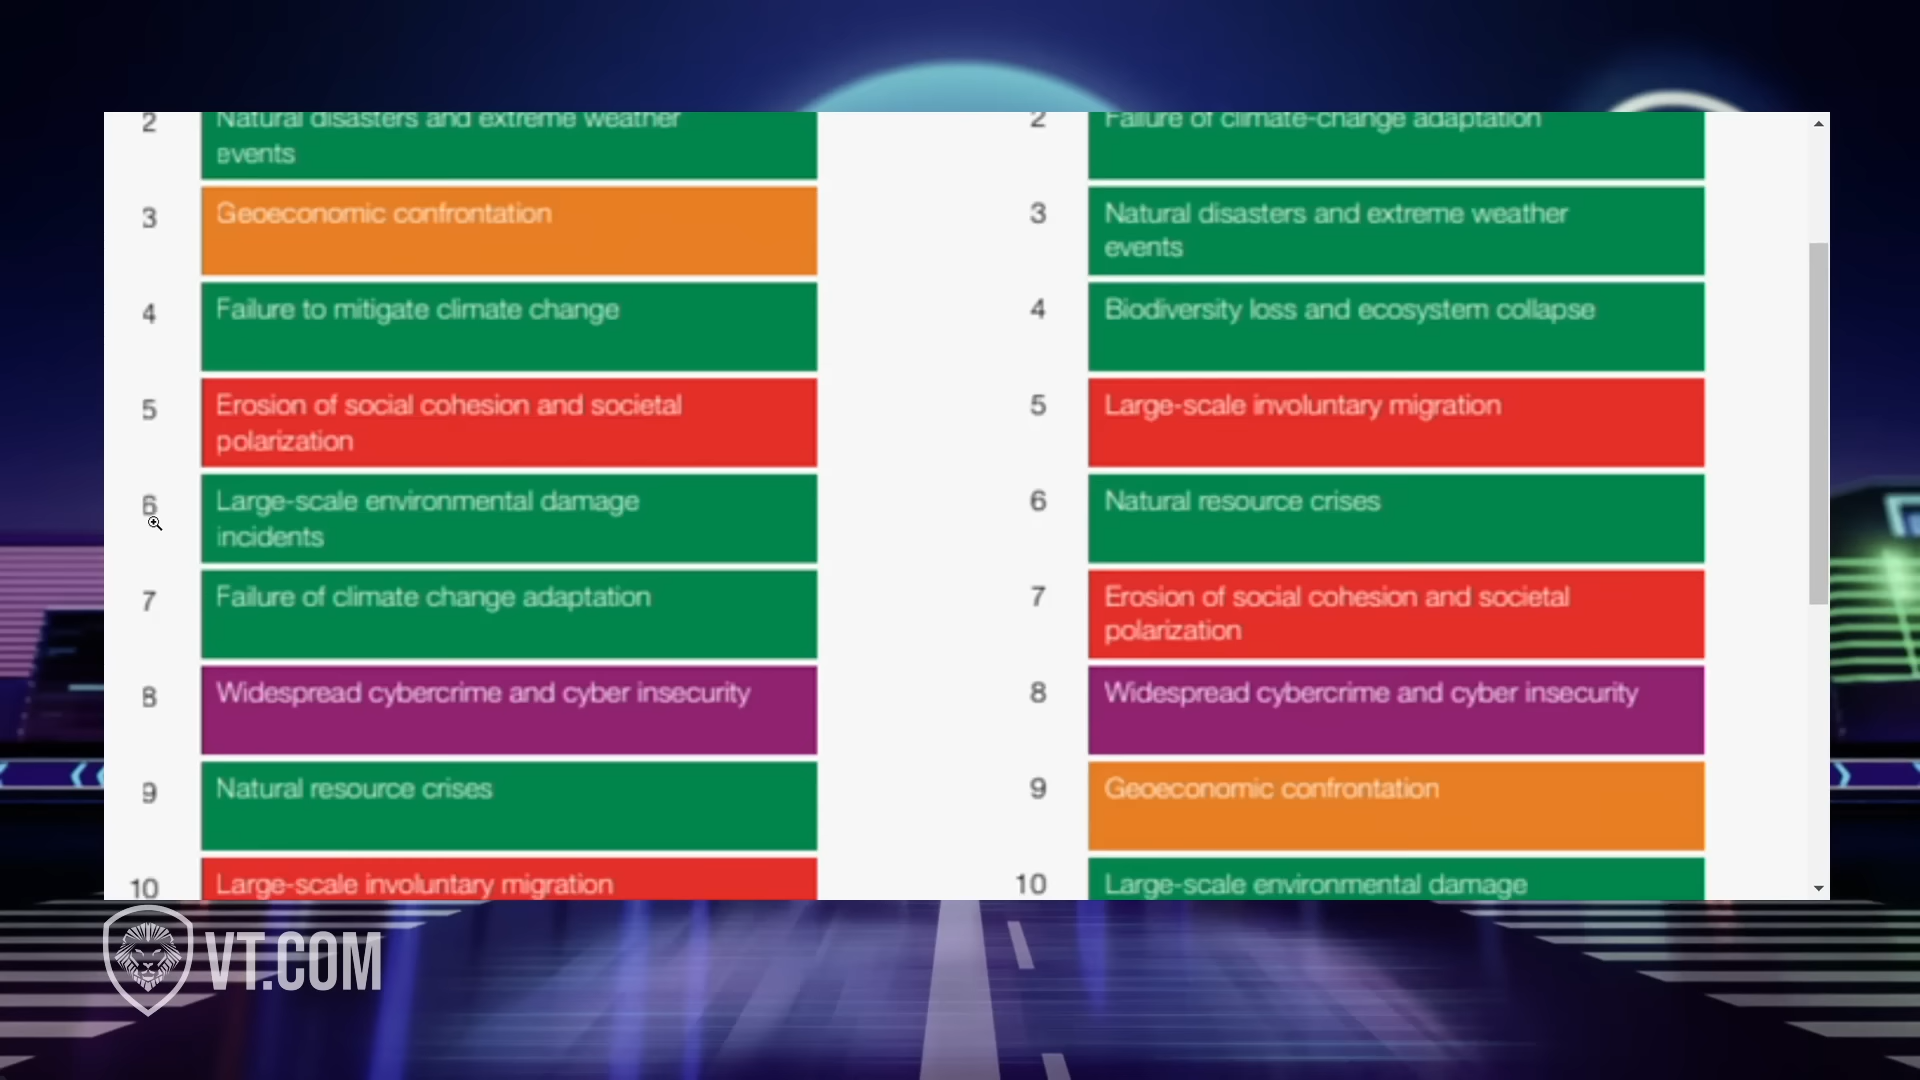 2
Natural disasters and extreme weather
events
3
Geoeconomic confrontation
4
Failure to mitigate climate change
5
Erosion of social cohesion and societal
polarization
6
Large-scale environmental damage
incidents
7
Failure of climate change adaptation
8
Widespread cybercrime and cyber insecurity
9
Natural resource crises
10
Large-scale involuntary migration
2
Failure of climate-change adaptation
3
Natural disasters and extreme weather
events
4
Biodiversity loss and ecosystem collapse
5
Large-scale involuntary migration
6
Natural resource crises
7
Erosion of social cohesion and societal
polarization
8
Widespread cybercrime and cyber insecurity
9
Geoeconomic confrontation
10
Large-scale environmental damage
VT.COM